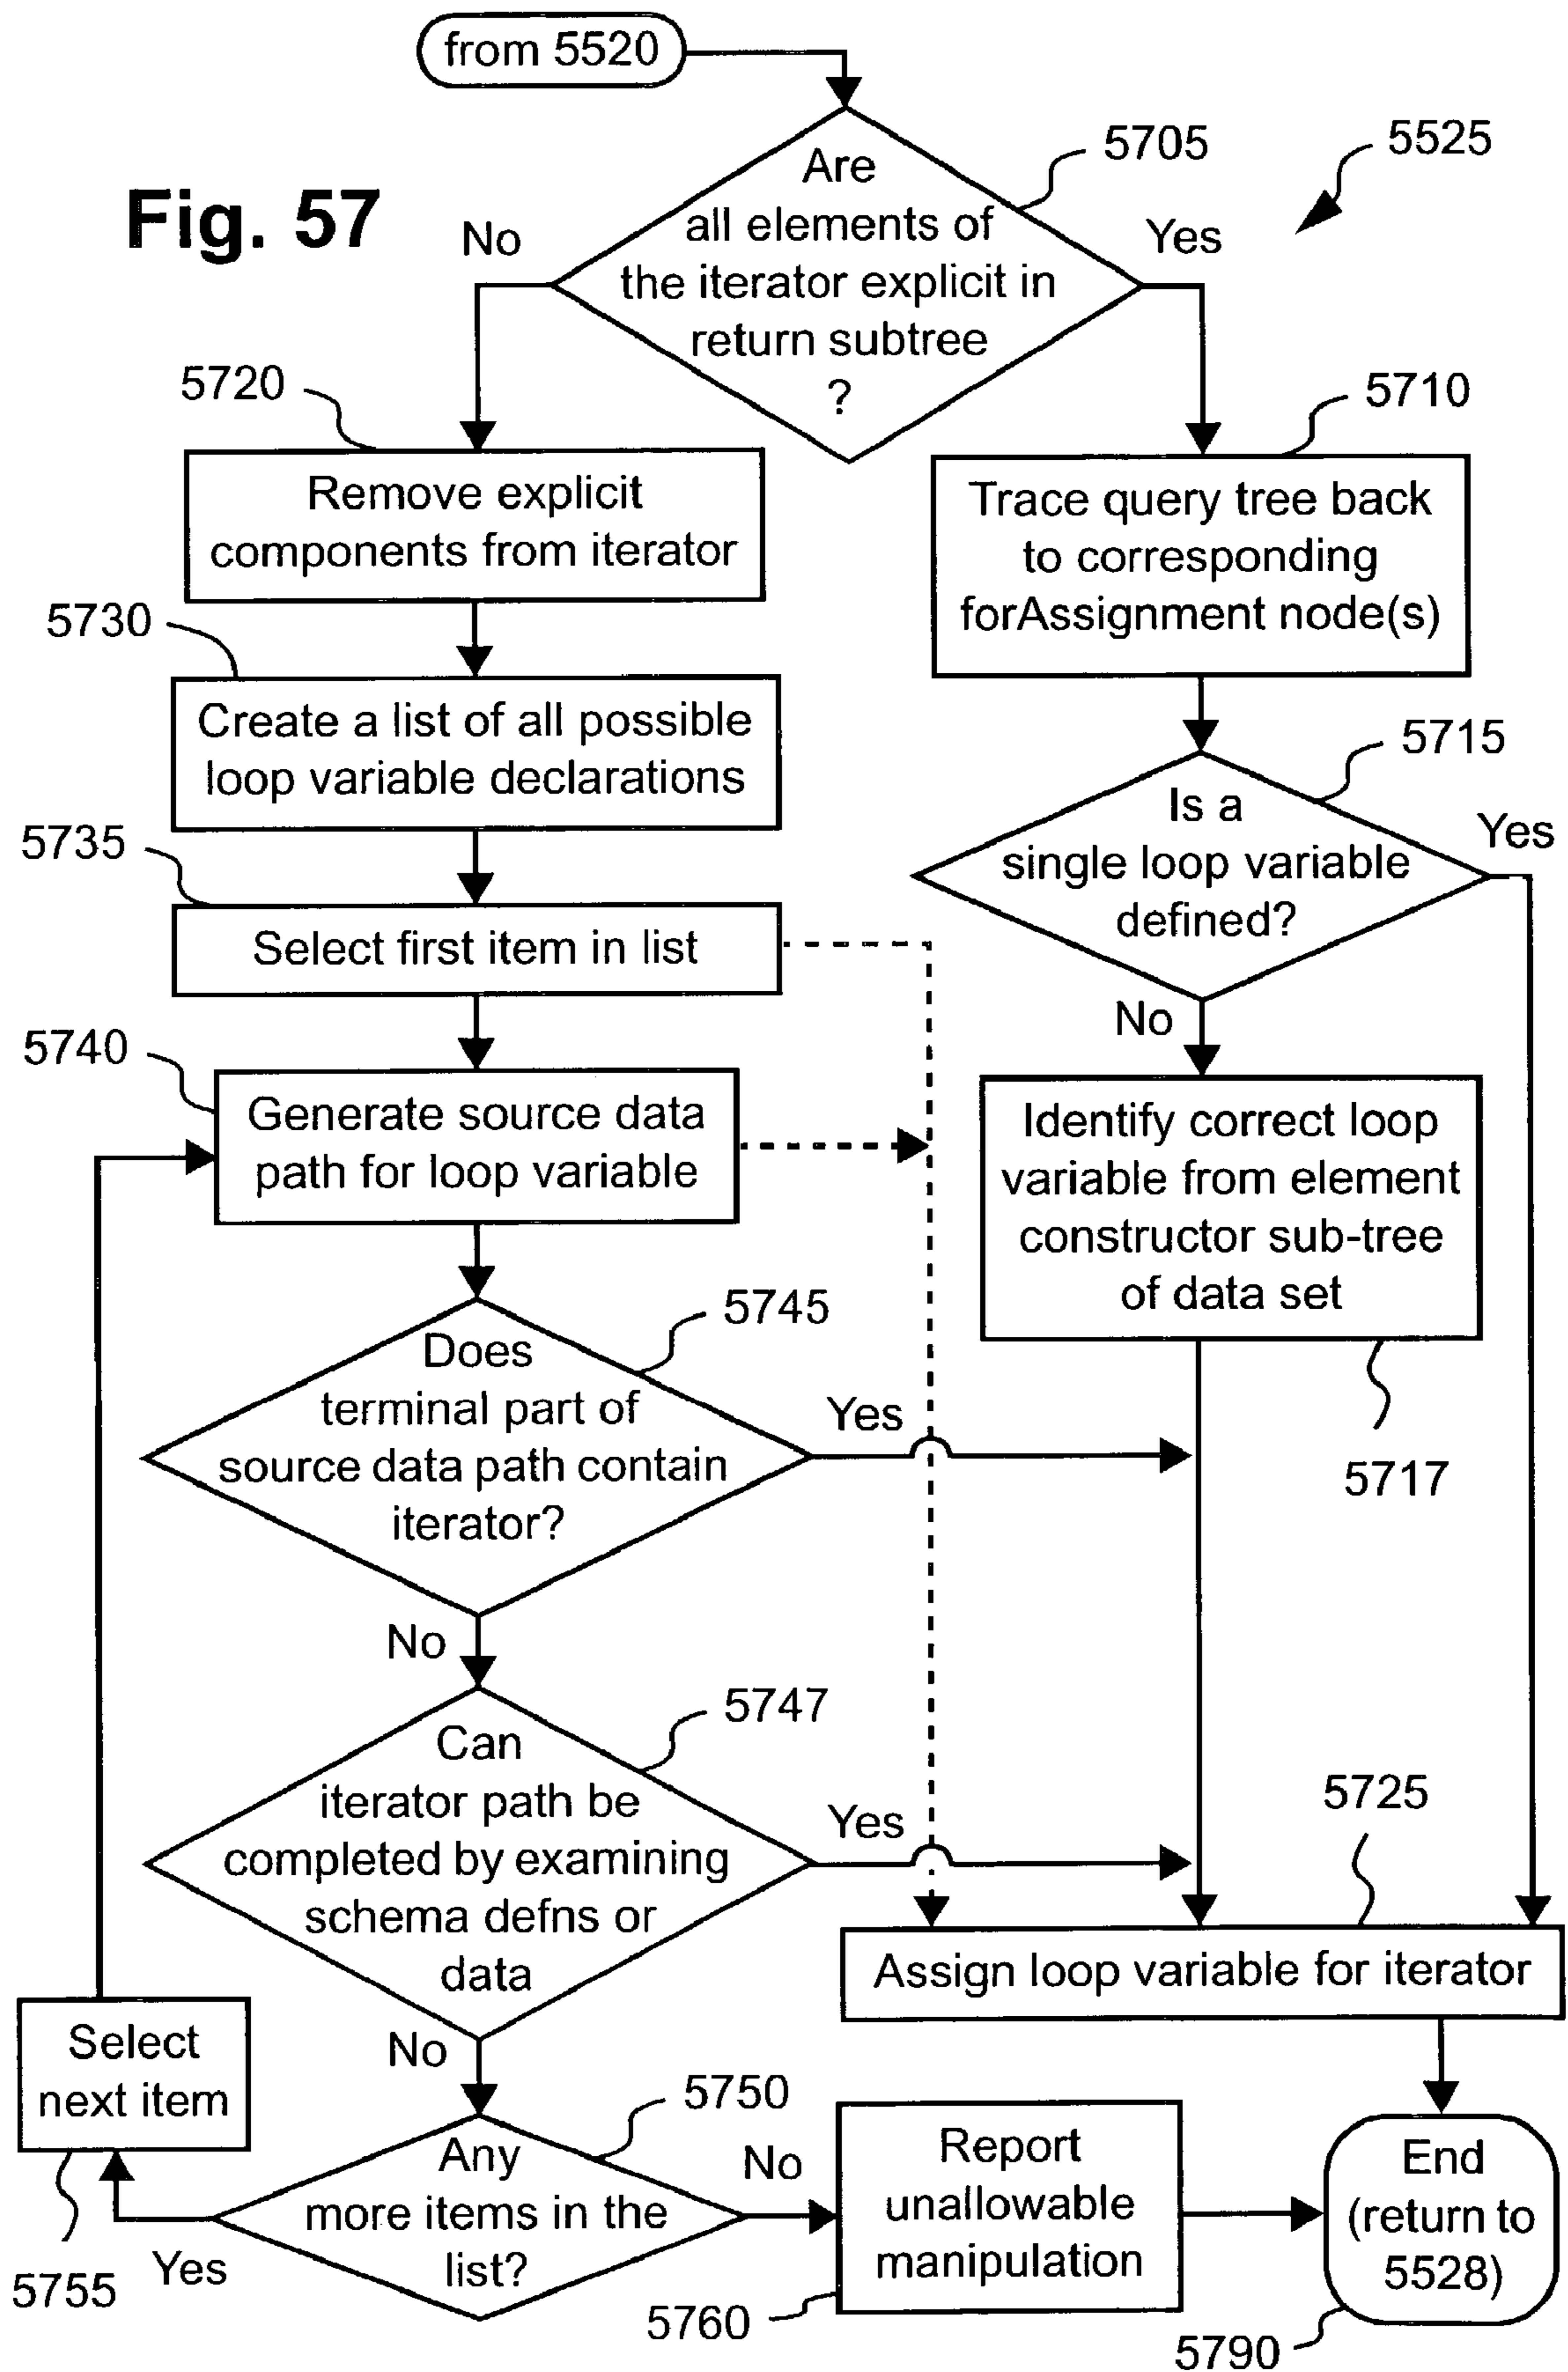 from 5520
Fig. 57
5705
5525
Are
all elements of
the iterator explicit in
return subtree
?
No
Yes
5720
Remove explicit
components from iterator
5710
Trace query tree back
to corresponding
forAssignment node(s)
5730
Create a list of all possible
loop variable declarations
5715
Is a
single loop variable
defined?
Yes
No
5735
Select first item in list
5740
Generate source data
path for loop variable
Identify correct loop
variable from element
constructor sub-tree
of data set
5717
5745
Does
terminal part of
source data path contain
iterator?
Yes
No
5747
Can
iterator path be
completed by examining
schema defns or
data
Yes
No
5725
Assign loop variable for iterator
Select
next item
5755
5750
Any
more items in the
list?
Yes
No
Report
unallowable
manipulation
5760
End
(return to
5528)
5790